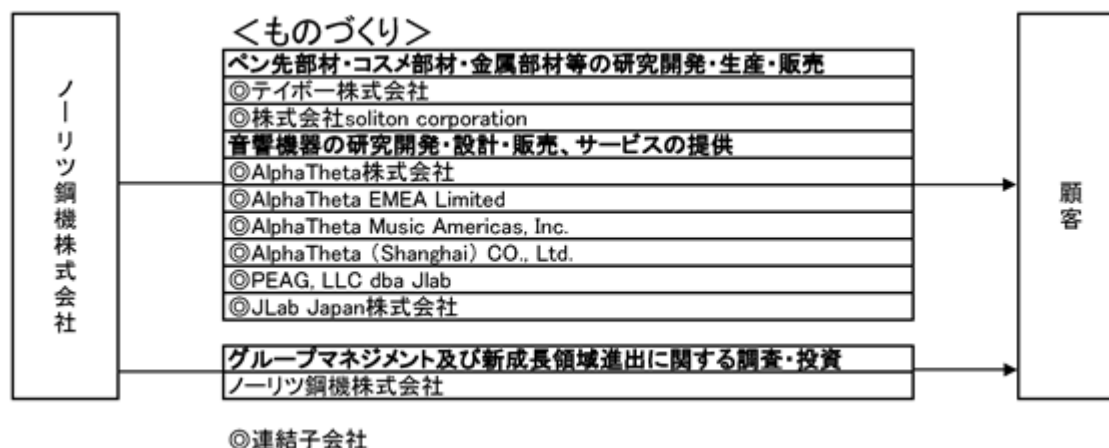 ノーリツ鋼機株式会社
＜ものづくり＞
ペン先部材・コスメ部材・金属部材等の研究開発・生産・販売
◎テイボー株式会社
◎株式会社soliton corporation
音響機器の研究開発・設計・販売、サービスの提供
◎AlphaTheta株式会社
◎AlphaTheta EMEA Limited
◎AlphaTheta Music Americas, Inc.
◎AlphaTheta（Shanghai）CO., Ltd.
◎PEAG, LLC dba Jlab
◎JLab Japan株式会社
グループマネジメント及び新成長領域進出に関する調査・投資
ノーリツ鋼機株式会社
◎連結子会社
顧客